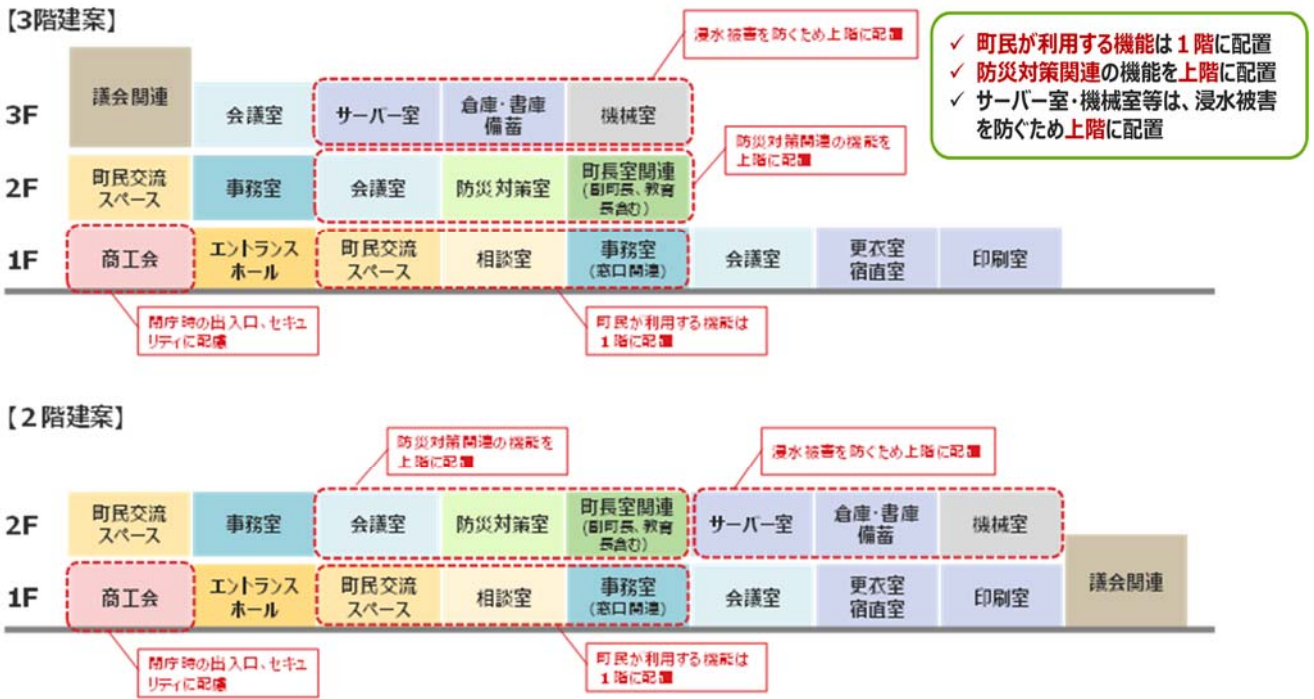 【3階建案】
浸水被害を防ぐため上階に配置
✓ 町民が利用する機能は1階に配置
✓ 防災対策関連の機能を上階に配置
✓ サーバー室・機械室等は、浸水被害
を防ぐため上階に配置
3F
議会関連
会議室
サーバー室
倉庫・書庫
備蓄
機械室
防災対策関連の機能を
上階に配置
2F
町民交流
スペース
事務室
会議室
防災対策室
町長室関連
(副町長、教育
長含む)
1F
商工会
エントランス
ホール
町民交流
スペース
相談室
事務室
(窓口関連)
会議室
更衣室
宿直室
印刷室
閉庁時の出入口、セキュ
リティに配慮
町民が利用する機能は
1階に配置
【2階建案】
防災対策関連の機能を
上階に配置
浸水被害を防ぐため上階に配置
2F
町民交流
スペース
事務室
会議室
防災対策室
町長室関連
(副町長、教育
長含む)
サーバー室
倉庫・書庫
備蓄
機械室
1F
商工会
エントランス
ホール
町民交流
スペース
相談室
事務室
(窓口関連)
会議室
更衣室
宿直室
印刷室
議会関連
閉庁時の出入口、セキュ
リティに配慮
町民が利用する機能は
1階に配置